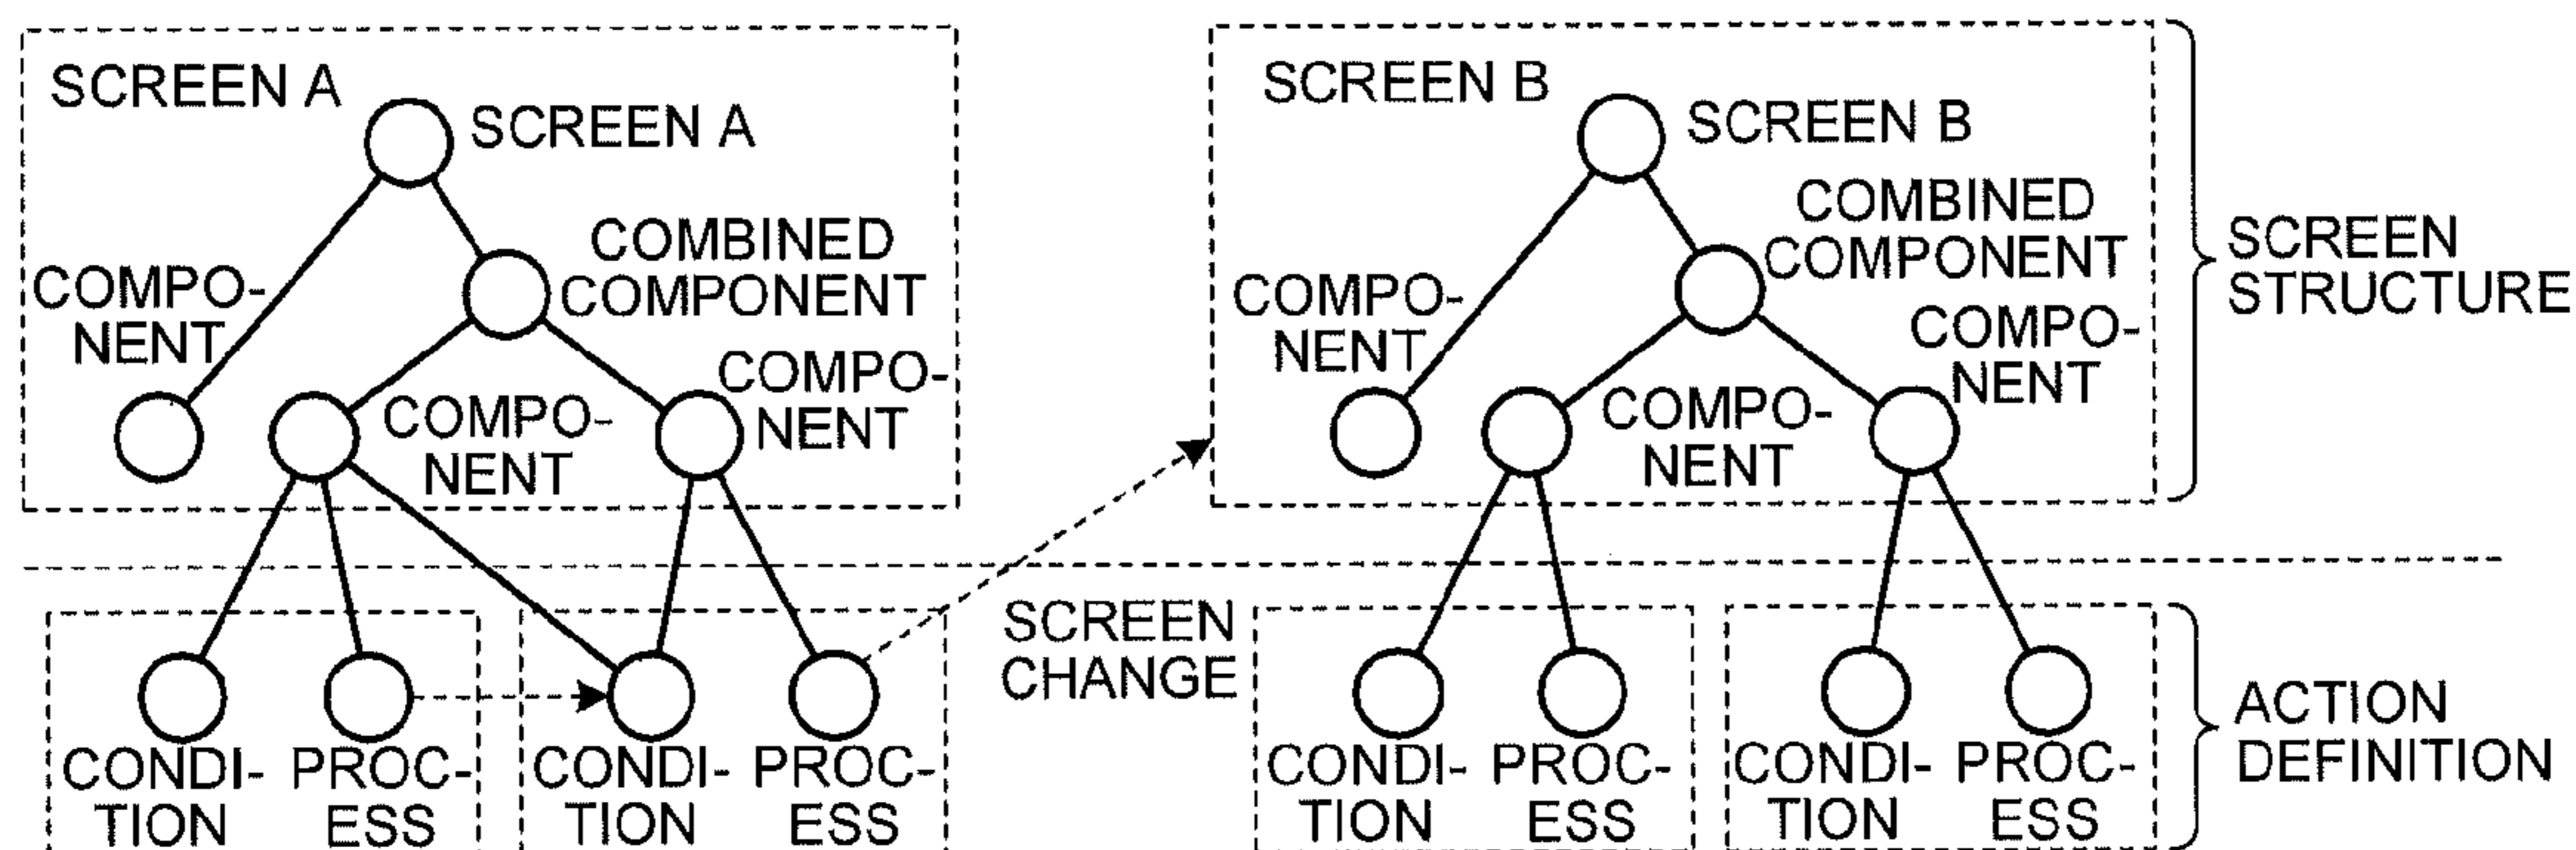 SCREEN A
SCREEN A
COMBINED
COMPONENT
COMPO-
NENT
COMPO-
NENT
COMPO-
NENT
SCREEN B
SCREEN B
COMBINED
COMPONENT
COMPO-
NENT
COMPO-
NENT
COMPO-
NENT
SCREEN
STRUCTURE
SCREEN
CHANGE
CONDI-
TION
PROC-
ESS
CONDI-
TION
PROC-
ESS
CONDI-
TION
PROC-
ESS
CONDI-
TION
PROC-
ESS
ACTION
DEFINITION